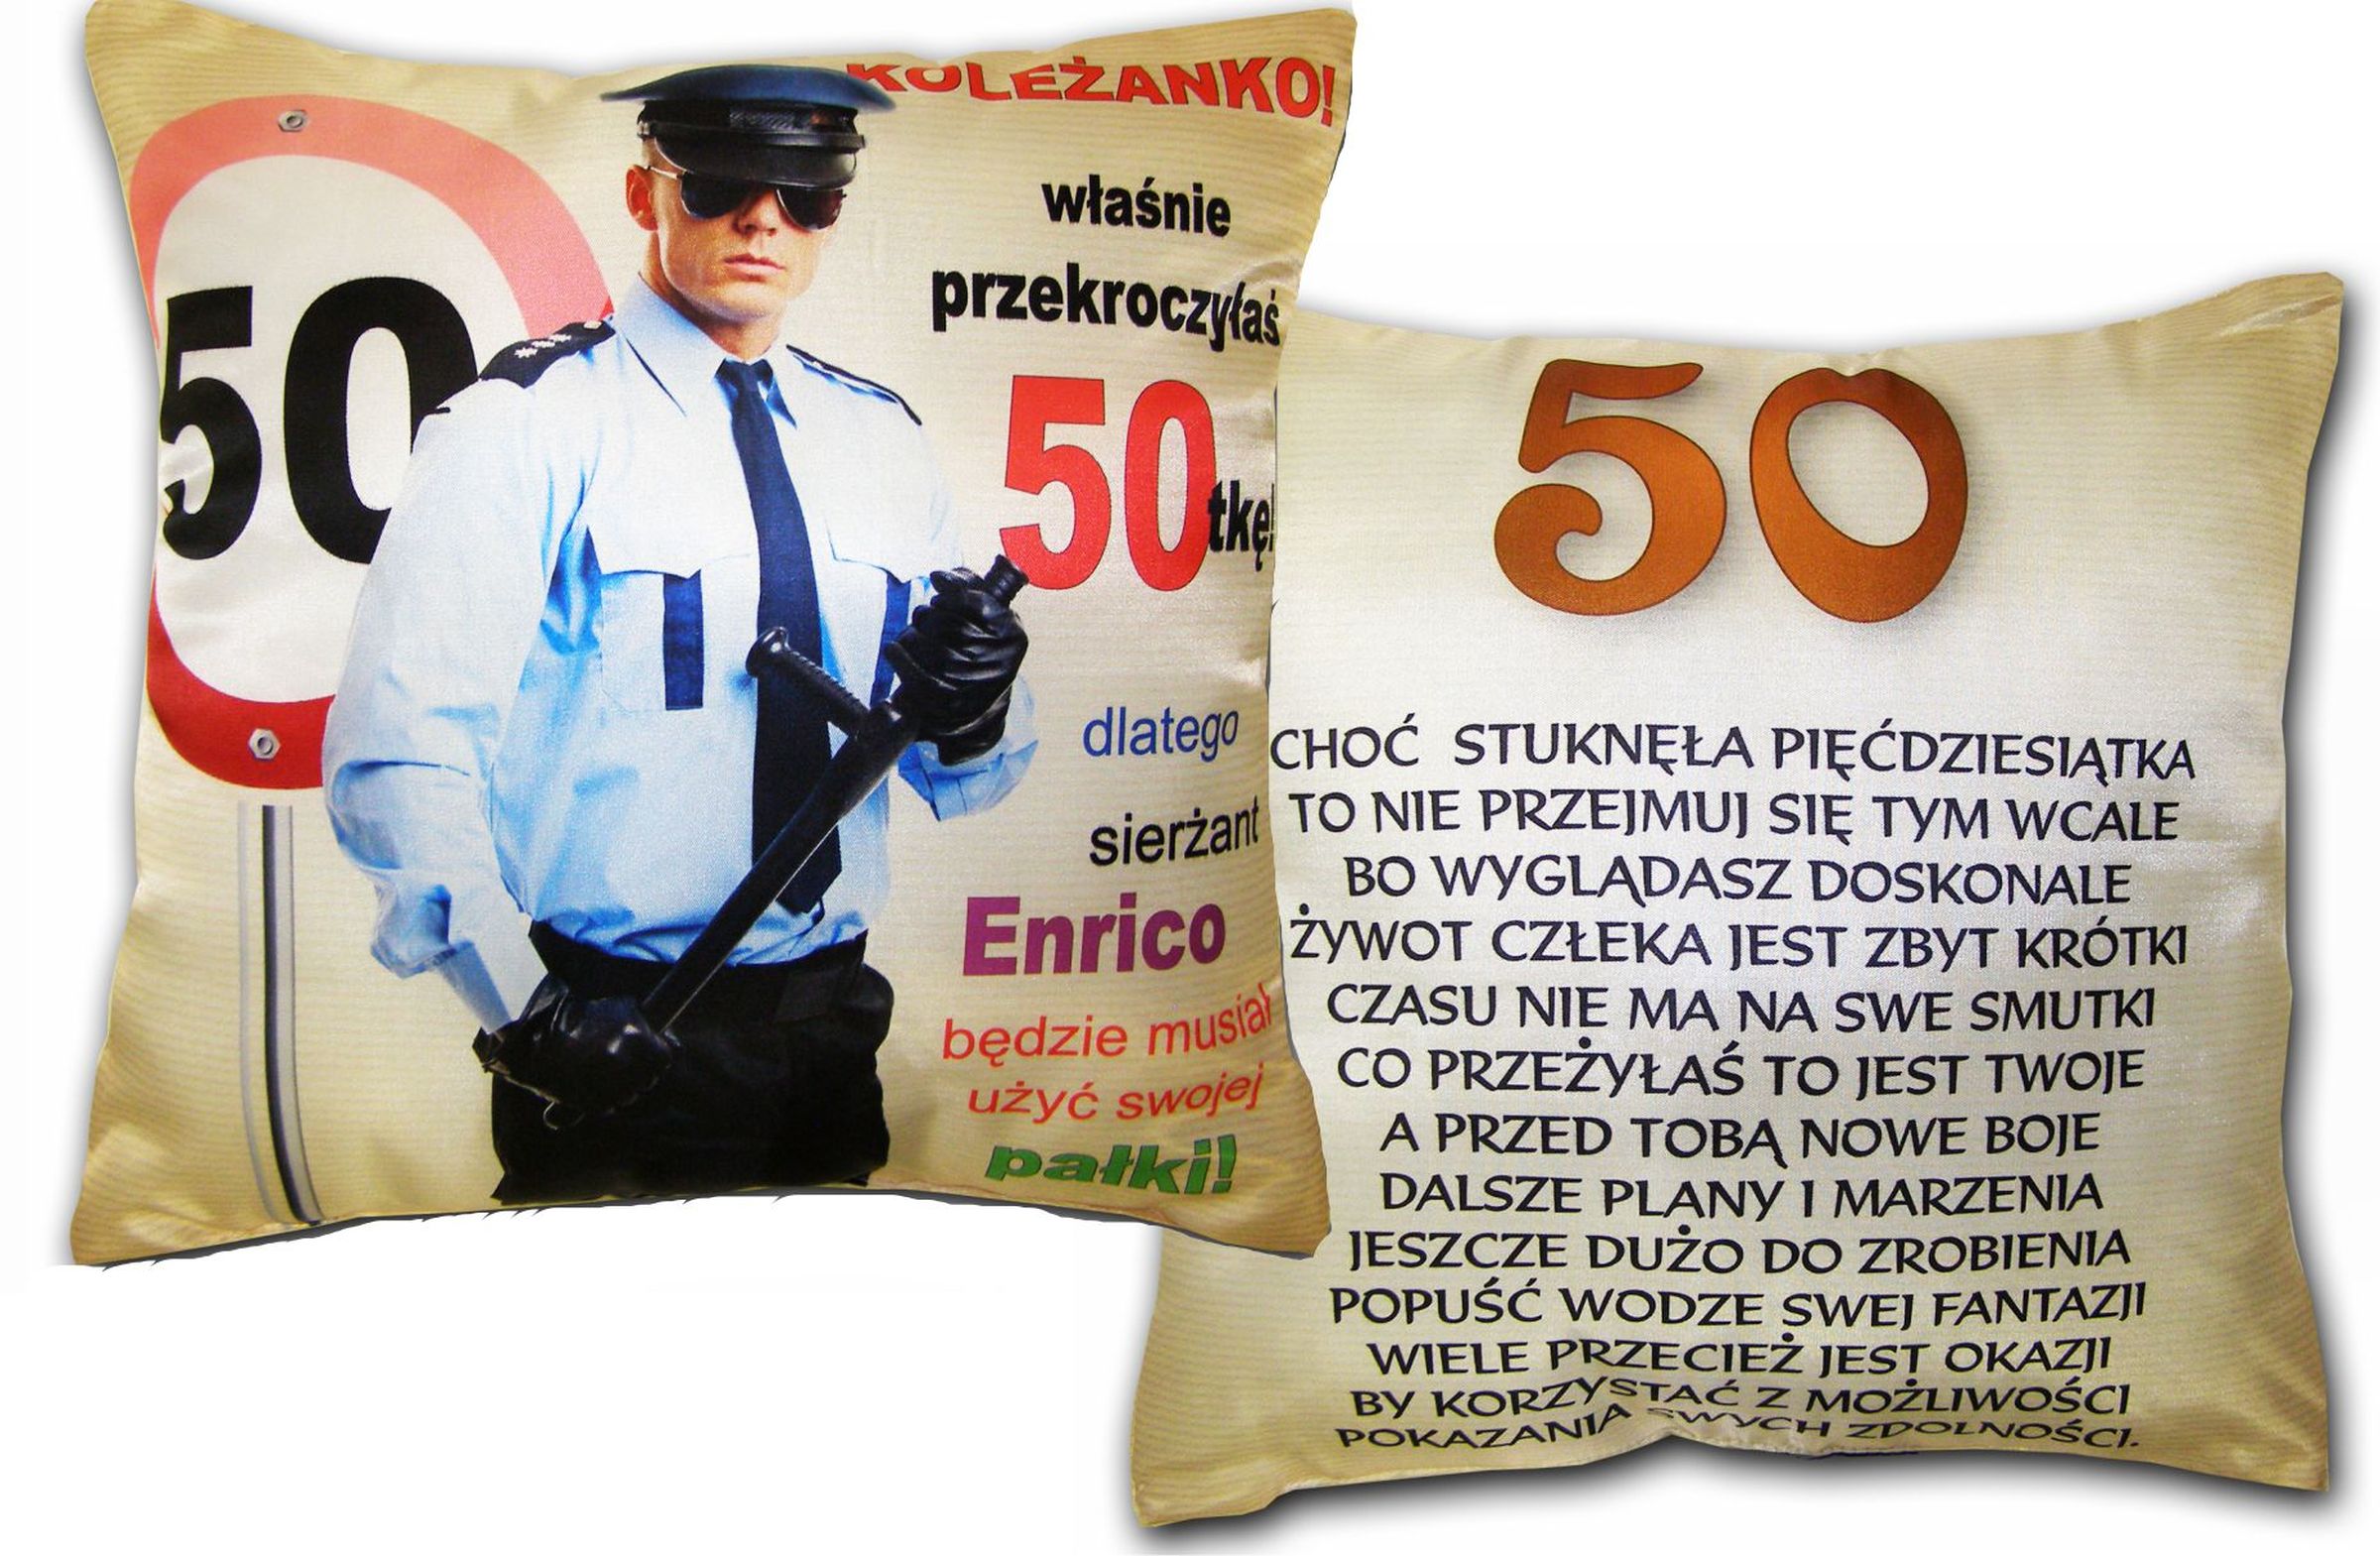 50
KOLEŻANKO!
właśnie
przekroczyłaś
50tkę!
dlatego
sierżant
Enrico
będzie musiał
użyć swojej
pałki!
50
CHOĆ STUKNĘŁA PIĘĆDZIESIĄTKA
TO NIE PRZEJMUJ SIĘ TYM WCALE
BO WYGLĄDASZ DOSKONALE
ŻYWOT CZŁEKA JEST ZBYT KRÓTKI
CZASU NIE MA NA SWE SMUTKI
CO PRZEŻYŁAŚ TO JEST TWOJE
A PRZED TOBĄ NOWE BOJE
DALSZE PLANY I MARZENIA
JESZCZE DUŻO DO ZROBIENIA
POPUŚĆ WODZE SWEJ FANTAZJI
WIELE PRZECIEŻ JEST OKAZJI
BY KORZYSTAĆ Z MOŻLIWOŚCI
POKAZANIA SWYCH ZDOLNOŚCI.